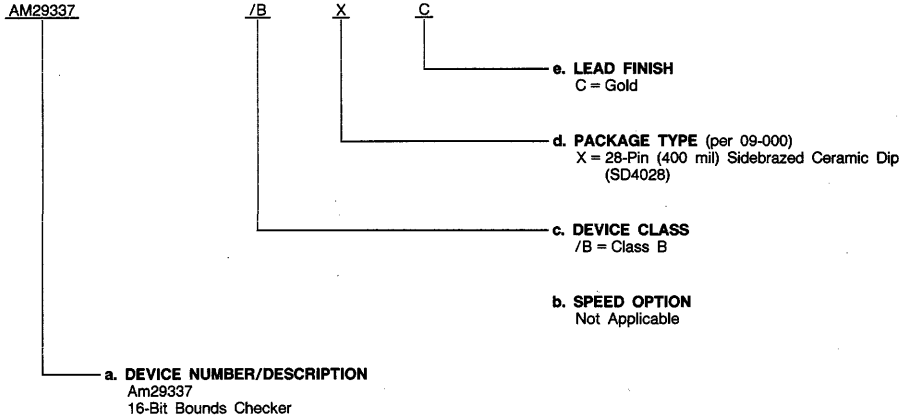 AM29337 /B X C
e. LEAD FINISH
C = Gold
d. PACKAGE TYPE (per 09-000)
X = 28-Pin (400 mil) Sidebrazed Ceramic Dip
(SD4028)
c. DEVICE CLASS
/B = Class B
b. SPEED OPTION
Not Applicable
a. DEVICE NUMBER/DESCRIPTION
Am29337
16-Bit Bounds Checker